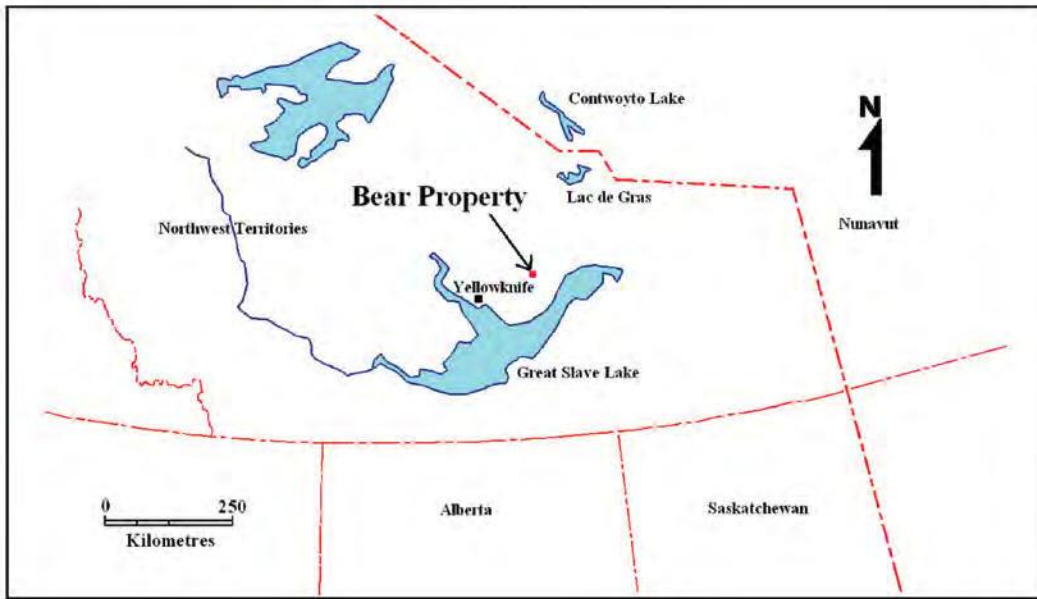 Contwoyto Lake
N
Lac de Gras
Bear Property
Nunavut
Northwest Territories
Yellowknife
Great Slave Lake
0 250
Kilometres
Alberta
Saskatchewan